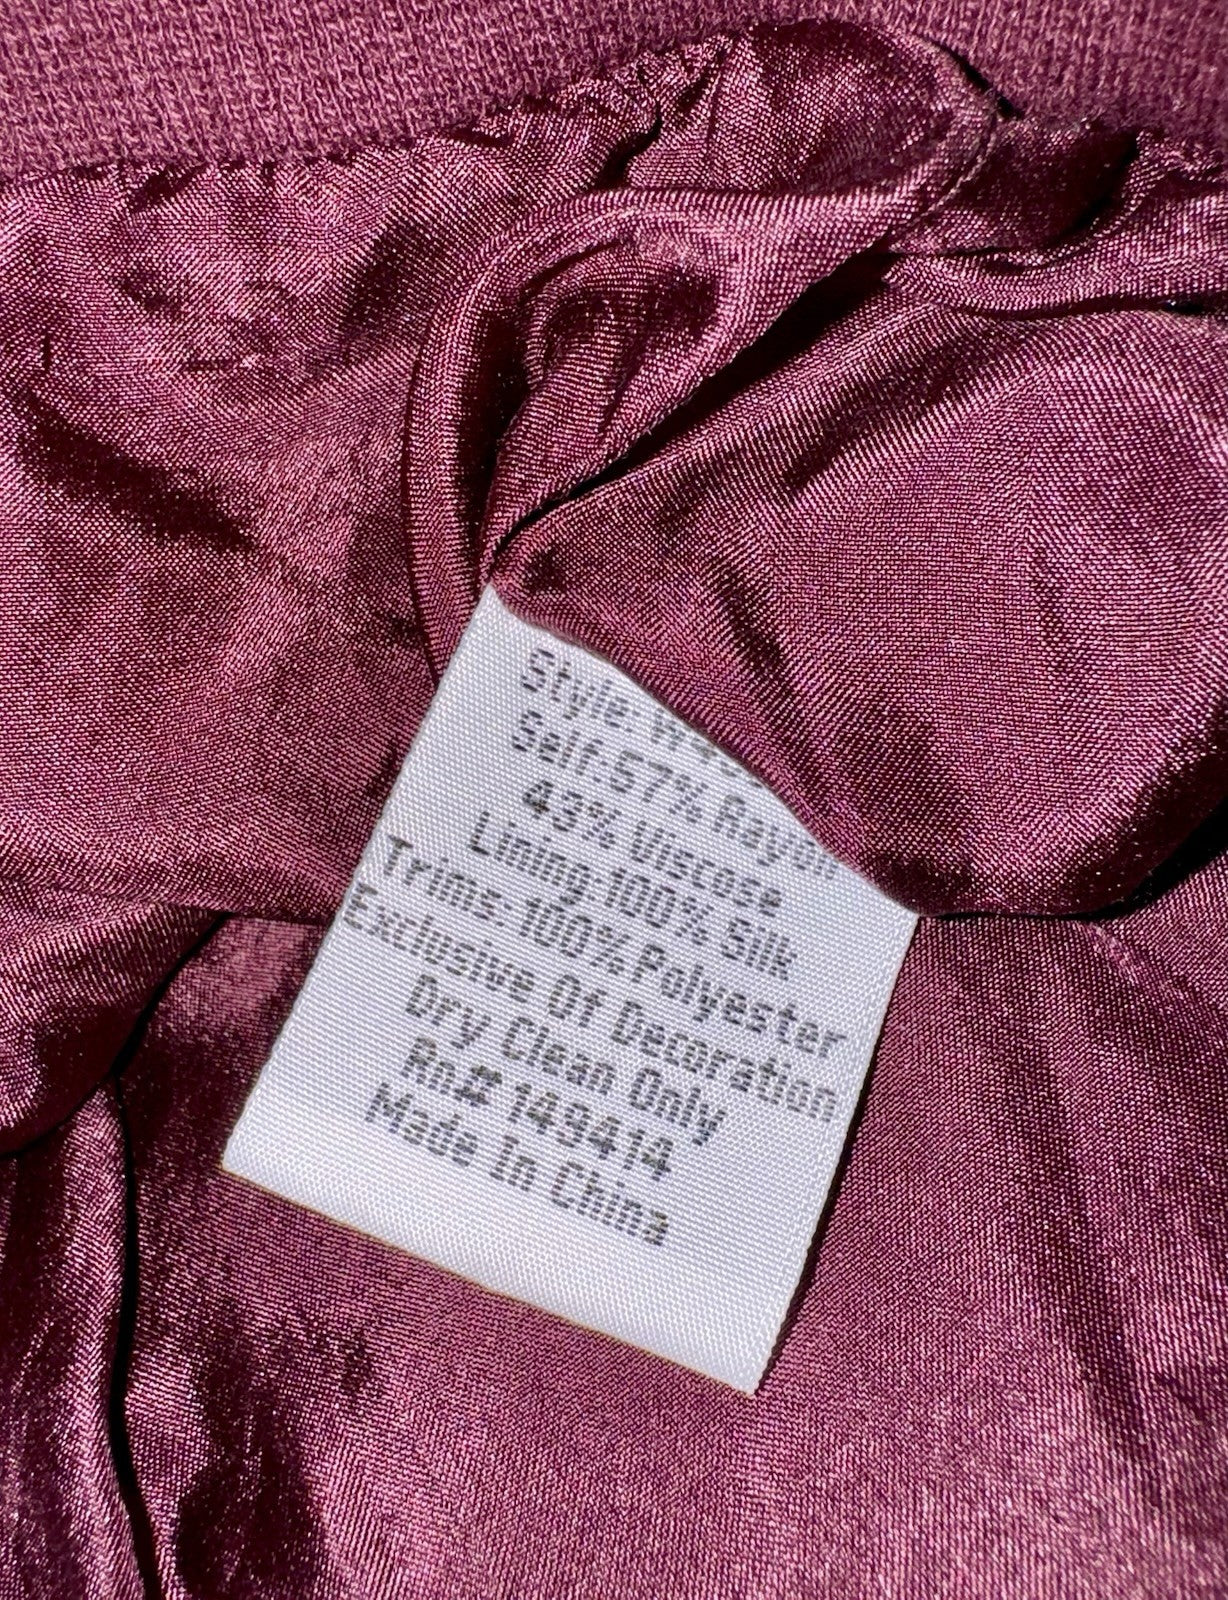 Style:
Self:57% Rayon
43% Viscose
Lining:100% Silk
Trims:100% Polyester
Exclusive Of Decoration
Dry Clean Only
Rn# 149414
Made In China